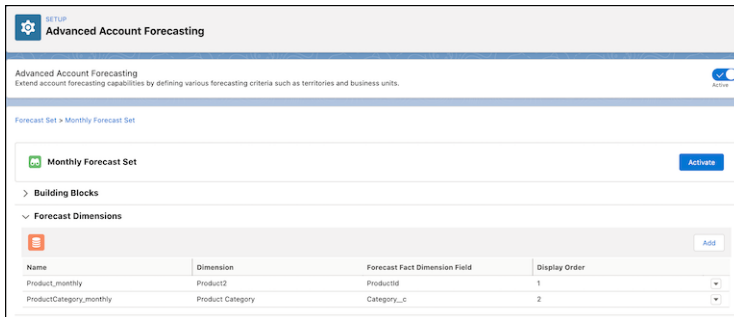 SETUP
Advanced Account Forecasting
Advanced Account Forecasting
Extend account forecasting capabilities by defining various forecasting criteria such as territories and business units.
Active
Forecast Set > Monthly Forecast Set
Monthly Forecast Set
Activate
Building Blocks
Forecast Dimensions
Add
Name Dimension Forecast Fact Dimension Field Display Order
Product_monthly Product2 ProductId 1
ProductCategory_monthly Product Category Category__c 2